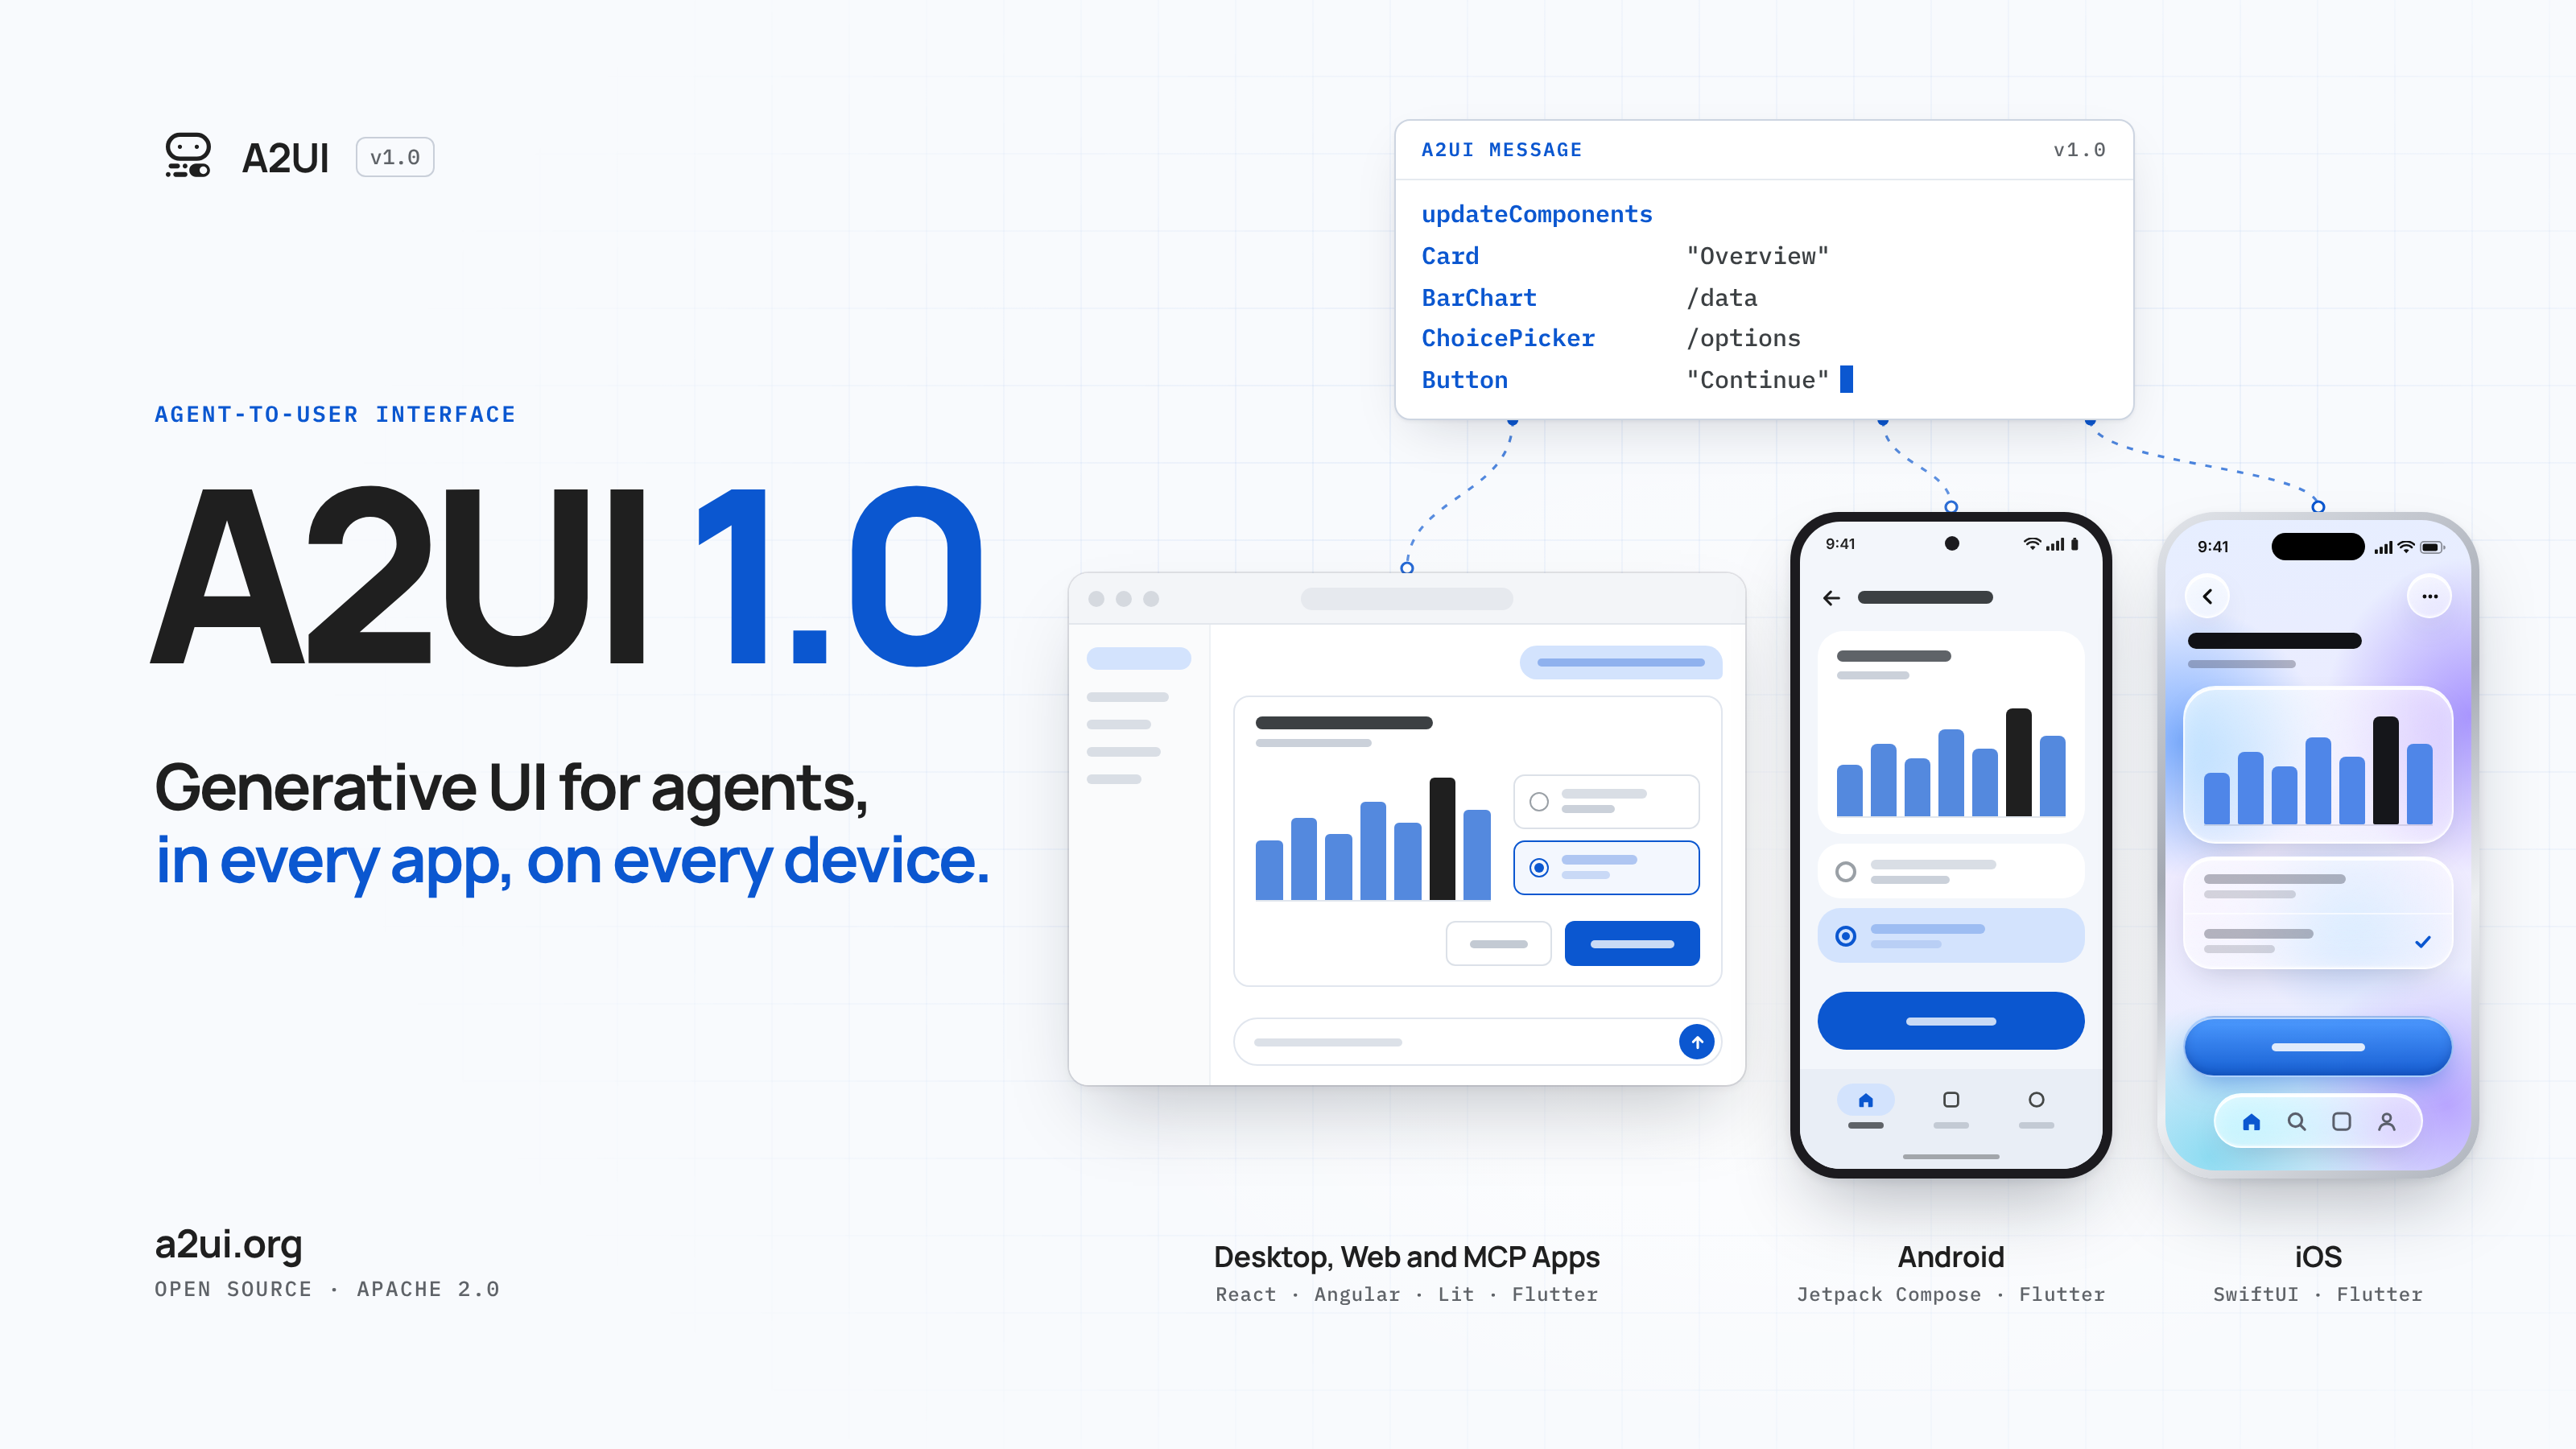 A2UI v1.0
AGENT-TO-USER INTERFACE
A2UI 1.0
Generative UI for agents,
in every app, on every device.
a2ui.org
OPEN SOURCE · APACHE 2.0
A2UI MESSAGE v1.0
updateComponents
Card "Overview"
BarChart /data
ChoicePicker /options
Button "Continue"
9:41
9:41
Desktop, Web and MCP Apps
React · Angular · Lit · Flutter
Android
Jetpack Compose · Flutter
iOS
SwiftUI · Flutter